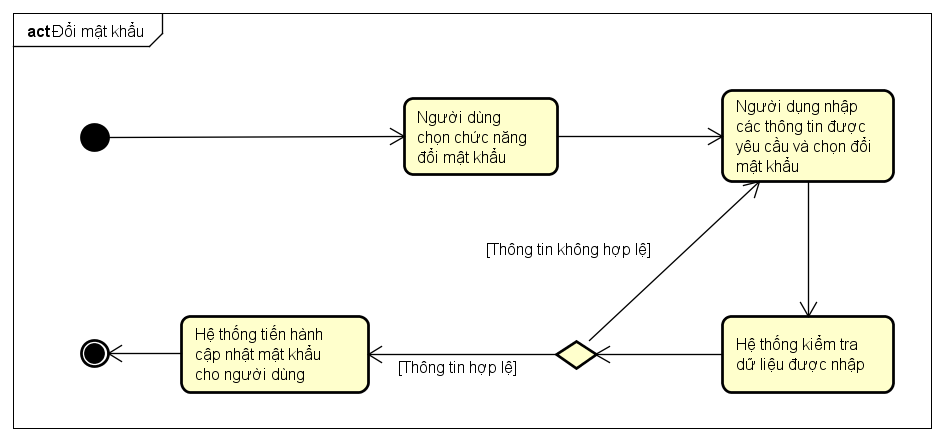 act Đổi mật khẩu
Người dùng
chọn chức năng
đổi mật khẩu
Người dụng nhập
các thông tin được
yêu cầu và chọn đổi
mật khẩu
[Thông tin không hợp lệ]
Hệ thống tiến hành
cập nhật mật khẩu
cho người dùng
[Thông tin hợp lệ]
Hệ thống kiểm tra
dữ liệu được nhập